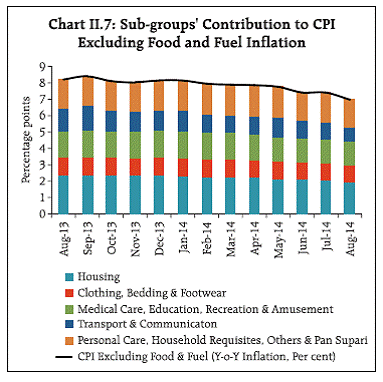 Chart II.7: Sub-groups' Contribution to CPI
Excluding Food and Fuel Inflation
Percentage points
9
8
7
6
5
4
3
2
1
0
Aug-13
Sep-13
Oct-13
Nov-13
Dec-13
Jan-14
Feb-14
Mar-14
Apr-14
May-14
Jun-14
Jul-14
Aug-14
Housing
Clothing, Bedding & Footwear
Medical Care, Education, Recreation & Amusement
Transport & Communicaton
Personal Care, Household Requisites, Others & Pan Supari
CPI Excluding Food & Fuel (Y-o-Y Inflation, Per cent)